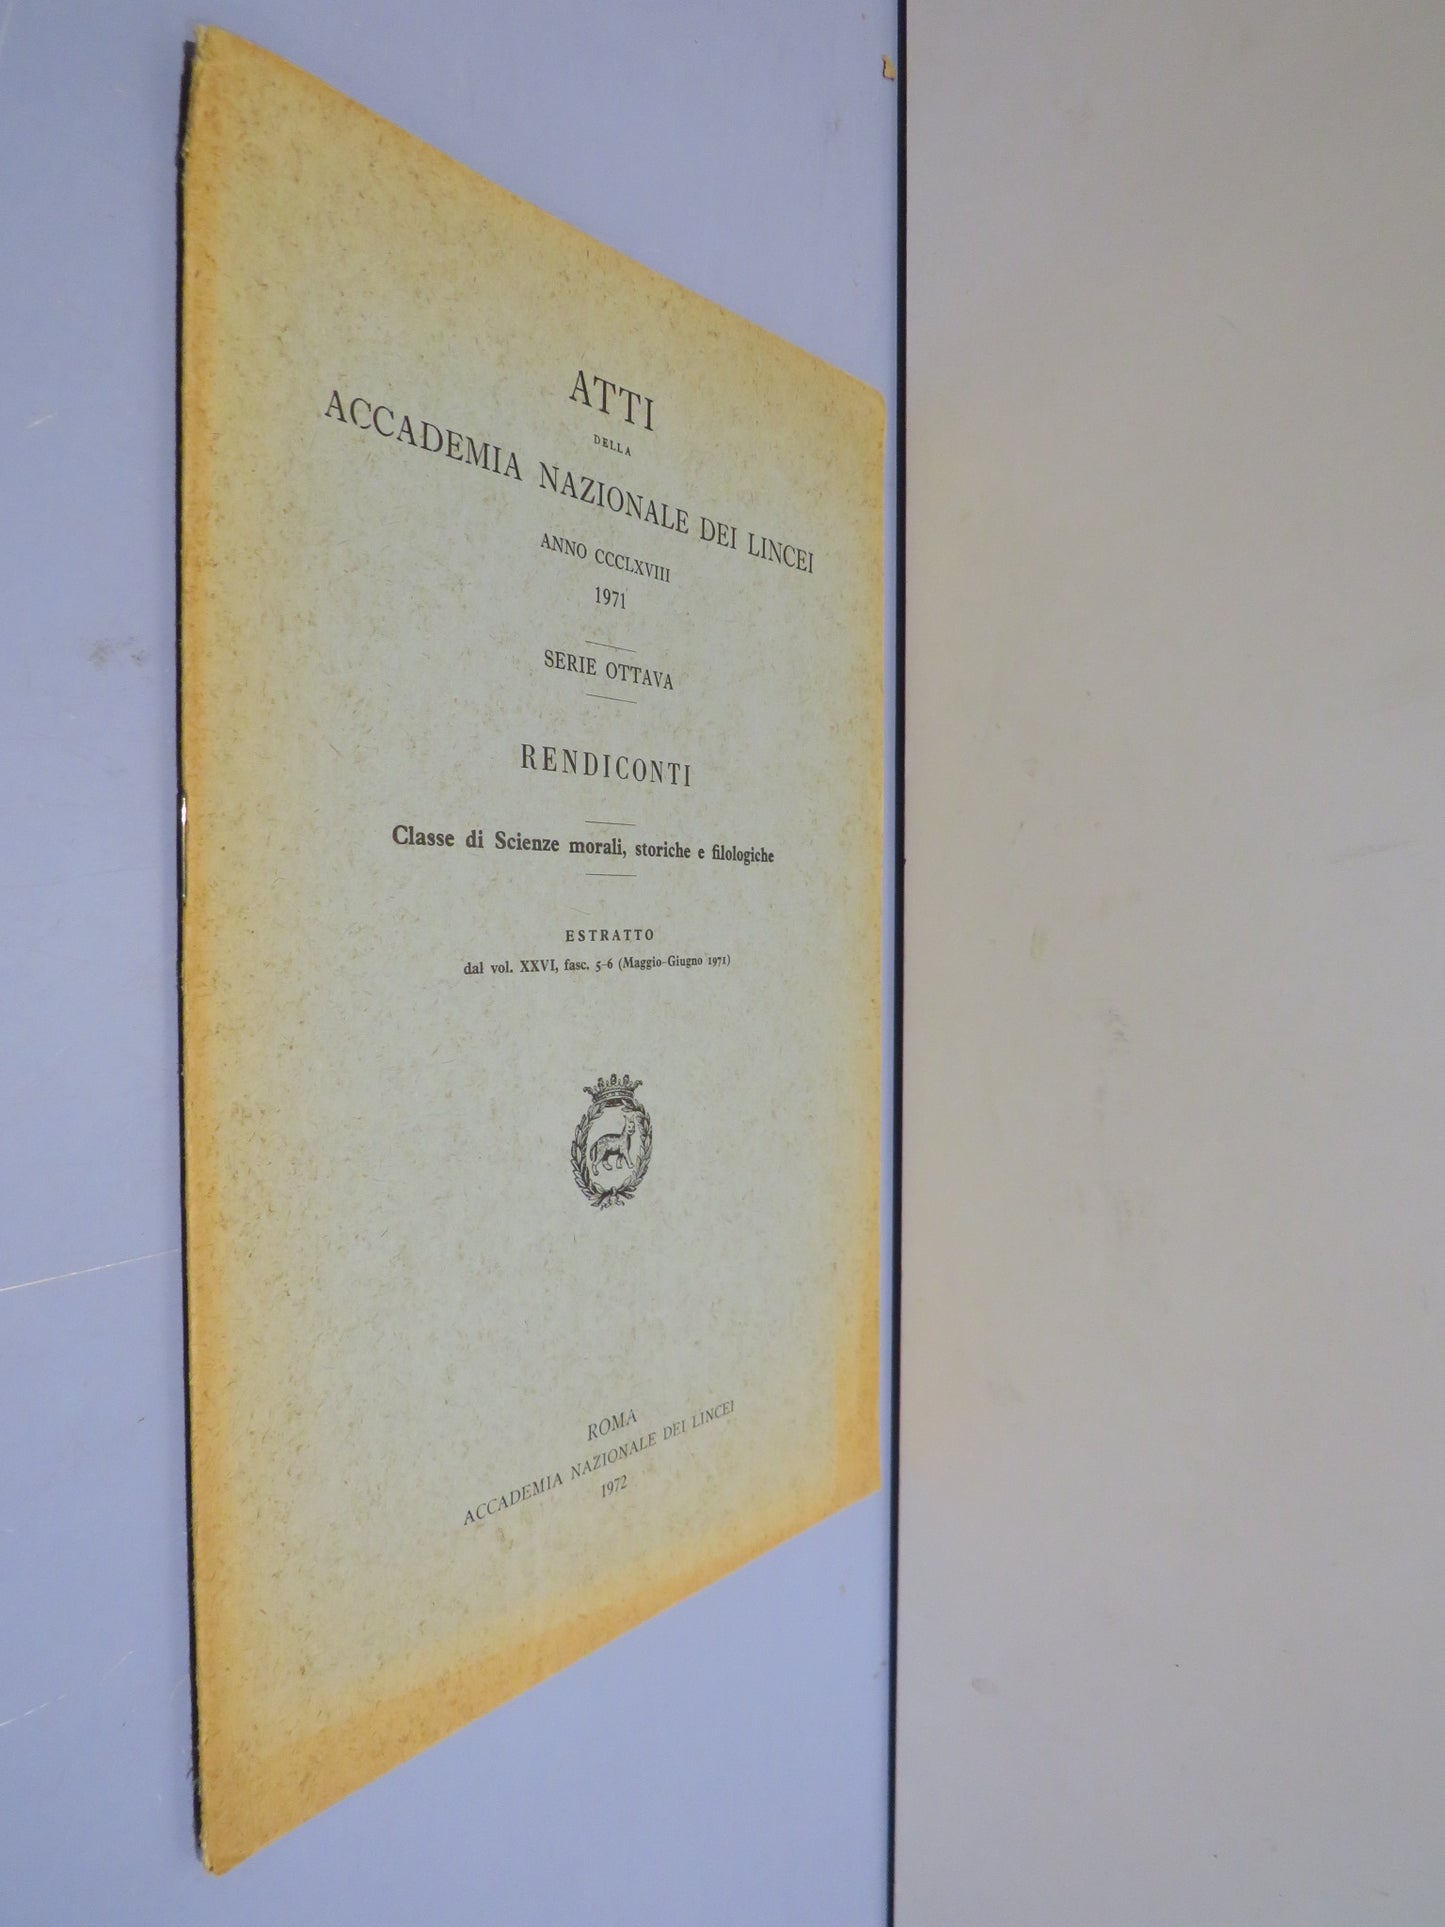 ATTI
DELLA
ACCADEMIA NAZIONALE DEI LINCEI
ANNO CCCLXVIII
1971
SERIE OTTAVA
RENDICONTI
Classe di Scienze morali, storiche e filologiche
ESTRATTO
dal vol. XXVI, fasc. 5-6 (Maggio-Giugno 1971)
ROMA
ACCADEMIA NAZIONALE DEI LINCEI
1972